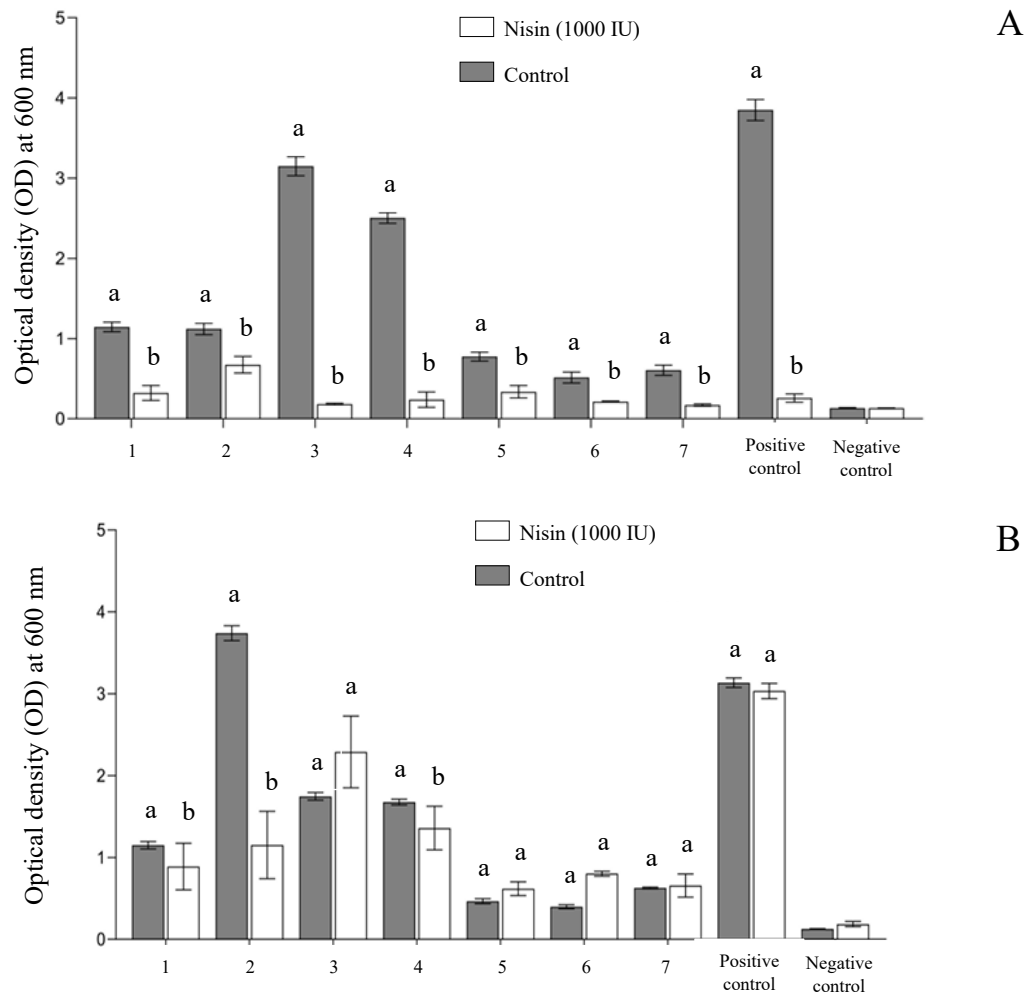 A
Nisin (1000 IU)
Control
Optical density (OD) at 600 nm
5
4
3
2
1
0
a
b
a
b
a
b
a
b
a
b
a
b
a
b
a
b
1
2
3
4
5
6
7
Positive
control
Negative
control
B
Nisin (1000 IU)
Control
Optical density (OD) at 600 nm
5
4
3
2
1
0
a
b
a
b
a
a
a
b
a
a
a
a
a
a
a
a
1
2
3
4
5
6
7
Positive
control
Negative
control